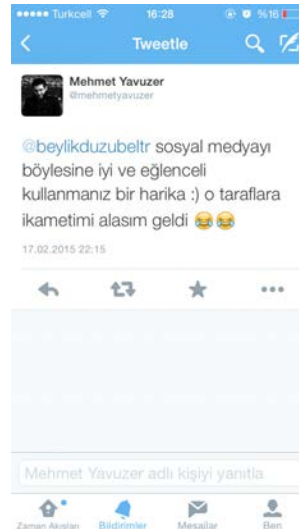 Turkcell 16:28 %16
Tweetle
Mehmet Yavuzer
@mehmetyavuzer
@beylikduzubeltr sosyal medyayı
böylesine iyi ve eğlenceli
kullanmanız bir harika :) o taraflara
ikametimi alasım geldi 😂😂
17.02.2015 22:15
Mehmet Yavuzer adlı kişiyi yanıtla
Zaman Akışları Bildirimler Mesajlar Ben